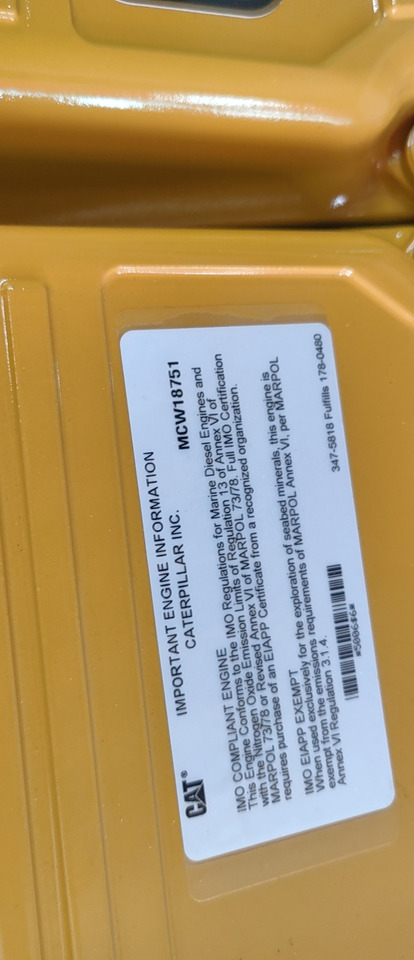 IMPORTANT ENGINE INFORMATION
CAT®
CATERPILLAR INC.
MCW18751
IMO COMPLIANT ENGINE
This Engine Conforms to the IMO Regulations for Marine Diesel Engines and
with the Nitrogen Oxide Emission Limits of Regulation 13 of Annex VI of
MARPOL 73/78 or Revised Annex VI of MARPOL 73/78. Full IMO Certification
requires purchase of an EIAPP Certificate from a recognized organization.
IMO EIAPP EXEMPT
When used exclusively for the exploration of seabed minerals, this engine is
exempt from the emissions requirements of MARPOL Annex VI, per MARPOL
Annex VI Regulation 3.1.4.
347-5818 Fulfills 178-0480